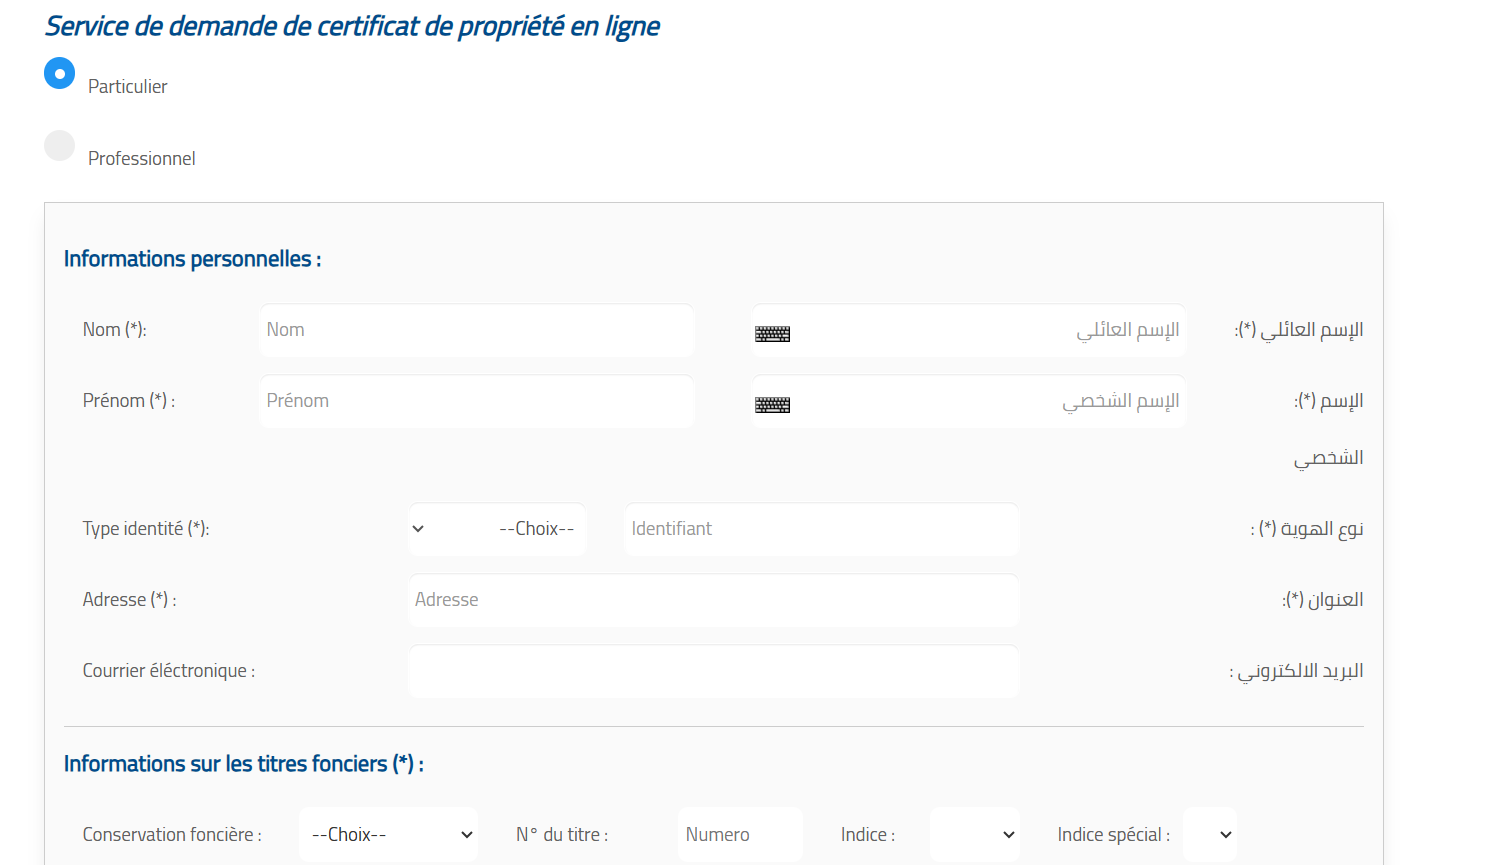 Service de demande de certificat de propriété en ligne
Particulier
Professionnel
Informations personnelles :
Nom (*): Nom الإسم العائلي الإسم العائلي (*):
Prénom (*) : Prénom الإسم الشخصي الإسم (*):
الشخصي
Type identité (*): --Choix-- Identifiant نوع الهوية (*) :
Adresse (*) : Adresse العنوان (*):
Courrier éléctronique : البريد الالكتروني :
Informations sur les titres fonciers (*) :
Conservation foncière : --Choix-- N° du titre : Numero Indice : Indice spécial :